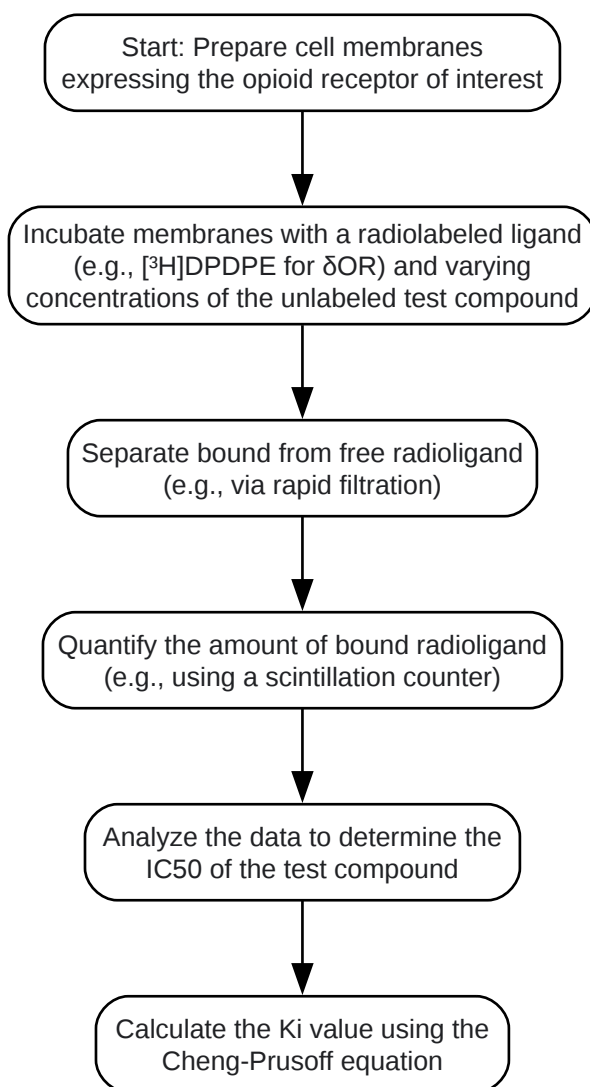 Start: Prepare cell membranes
expressing the opioid receptor of interest
Incubate membranes with a radiolabeled ligand
(e.g., [³H]DPDPE for δOR) and varying
concentrations of the unlabeled test compound
Separate bound from free radioligand
(e.g., via rapid filtration)
Quantify the amount of bound radioligand
(e.g., using a scintillation counter)
Analyze the data to determine the
IC50 of the test compound
Calculate the Ki value using the
Cheng-Prusoff equation